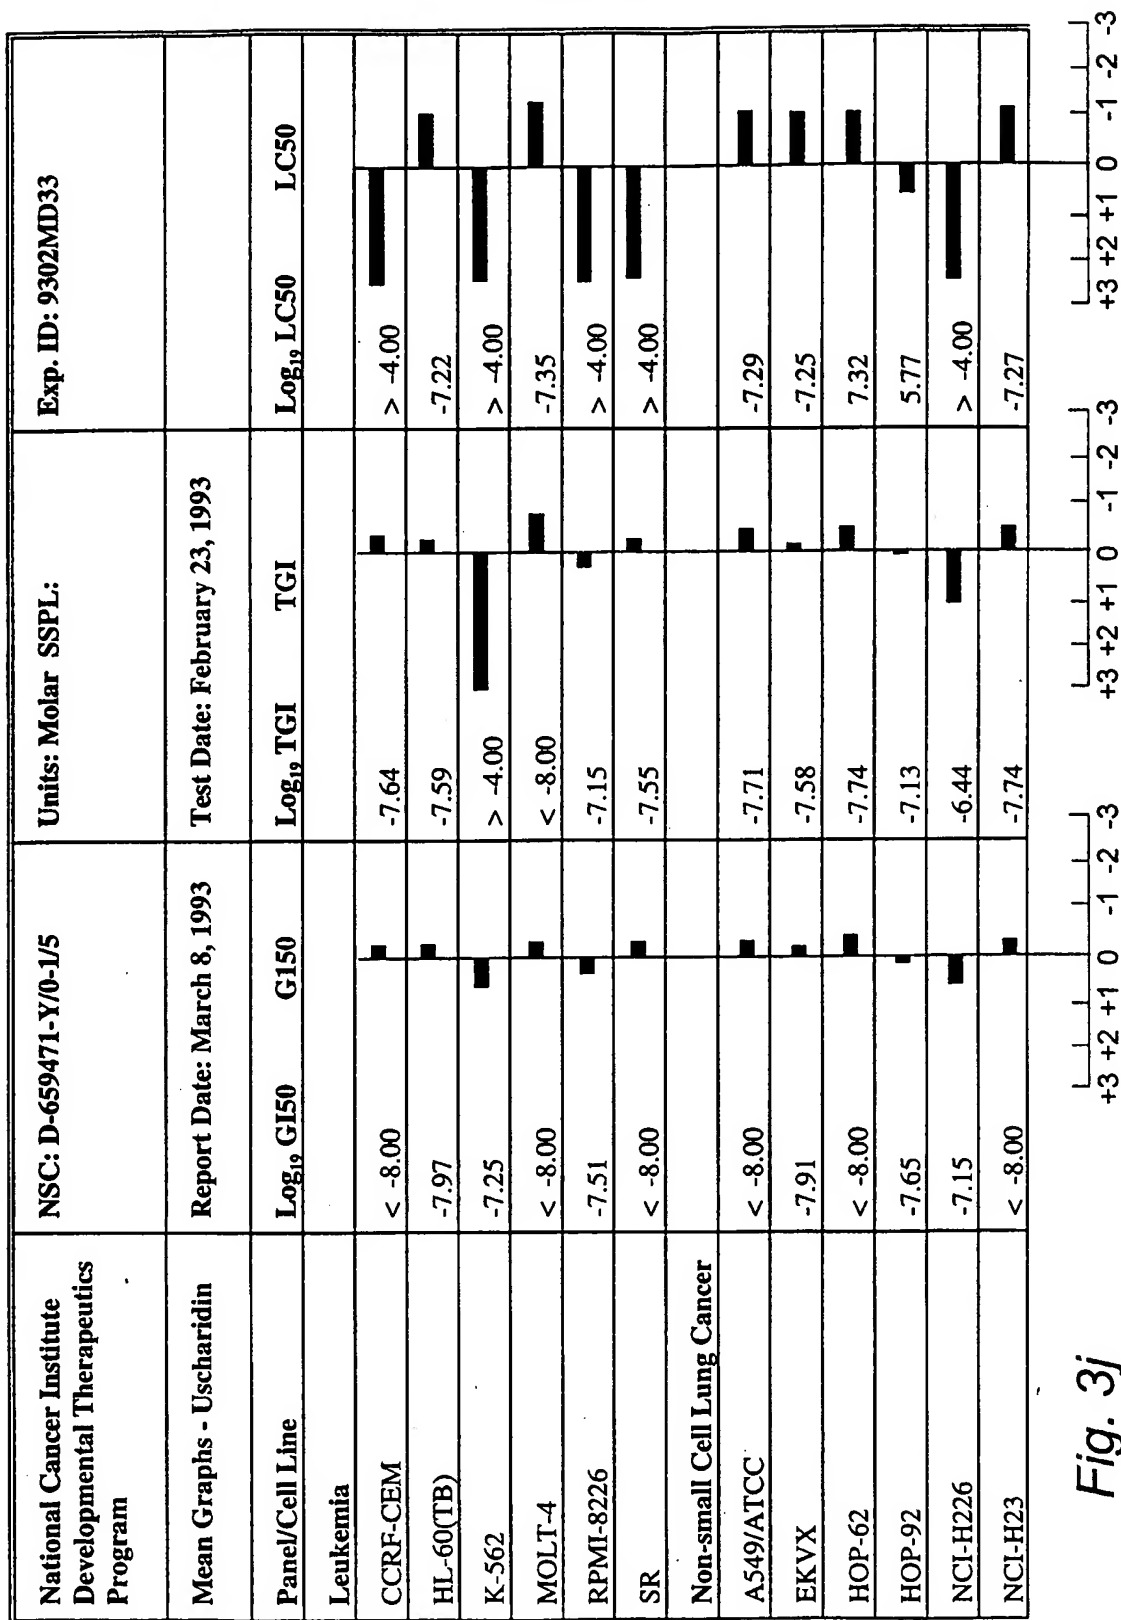 National Cancer Institute Developmental Therapeutics Program NSC: D-659471-Y/0-1/5 Units: Molar SSPL: Exp. ID: 9302MD33
Mean Graphs - Uscharidin Report Date: March 8, 1993 Test Date: February 23, 1993
Panel/Cell Line Log₁₉ GI50 G150 Log₁₉ TGI TGI Log₁₉ LC50 LC50
Leukemia
CCRF-CEM < -8.00 -7.64 > -4.00
HL-60(TB) -7.97 -7.59 -7.22
K-562 -7.25 > -4.00 > -4.00
MOLT-4 < -8.00 < -8.00 -7.35
RPMI-8226 -7.51 -7.15 > -4.00
SR < -8.00 -7.55 > -4.00
Non-small Cell Lung Cancer
A549/ATCC < -8.00 -7.71 -7.29
EKVX -7.91 -7.58 -7.25
HOP-62 < -8.00 -7.74 7.32
HOP-92 -7.65 -7.13 5.77
NCI-H226 -7.15 -6.44 > -4.00
NCI-H23 < -8.00 -7.74 -7.27
+3 +2 +1 0 -1 -2 -3 +3 +2 +1 0 -1 -2 -3 +3 +2 +1 0 -1 -2 -3
Fig. 3j